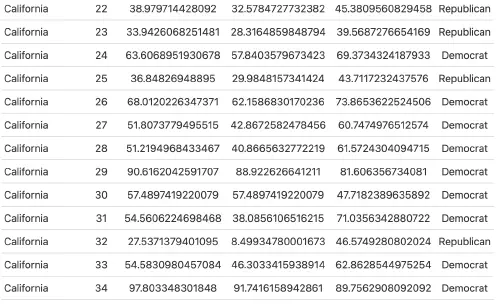 California 22 38.979714428092 32.5784727732382 45.3809560829458 Republican
California 23 33.9426068251481 28.3164859848794 39.5687276654169 Republican
California 24 63.6068951930678 57.8403579673423 69.3734324187933 Democrat
California 25 36.84826948895 29.9848157341424 43.7117232437576 Republican
California 26 68.0120226347371 62.1586830170236 73.8653622524506 Democrat
California 27 51.8073779495515 42.8672582478456 60.7474976512574 Democrat
California 28 51.2194968433467 40.8665632772219 61.5724304094715 Democrat
California 29 90.6162042591707 88.922626641211 81.606356734081 Democrat
California 30 57.4897419220079 57.4897419220079 47.7182389635892 Democrat
California 31 54.5606224698468 38.0856106516215 71.0356342880722 Democrat
California 32 27.5371379401095 8.49934780001673 46.5749280802024 Republican
California 33 54.5830980457084 46.3033415938914 62.8628544975254 Democrat
California 34 97.803348301848 91.7416158942861 89.7562908092092 Democrat